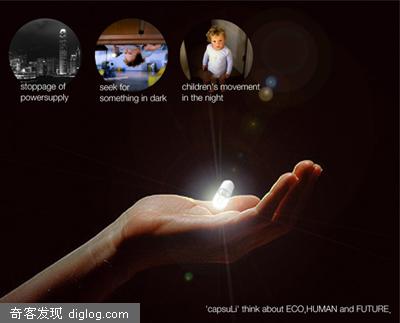 stoppage of
powersupply
seek for
something in dark
children's movement
in the night
'capsuLi' think about ECO,HUMAN and FUTURE,
奇客发现 diglog.com